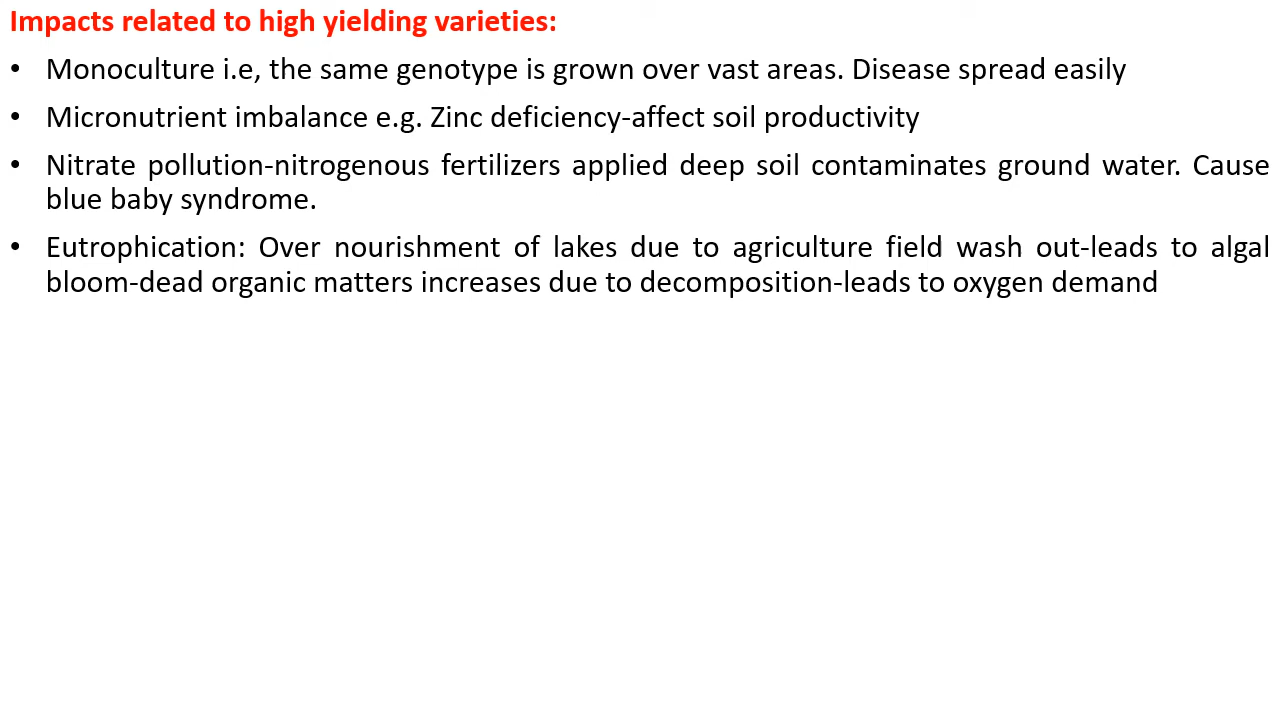 Impacts related to high yielding varieties:
• Monoculture i.e, the same genotype is grown over vast areas. Disease spread easily
• Micronutrient imbalance e.g. Zinc deficiency-affect soil productivity
• Nitrate pollution-nitrogenous fertilizers applied deep soil contaminates ground water. Cause
blue baby syndrome.
• Eutrophication: Over nourishment of lakes due to agriculture field wash out-leads to algal
bloom-dead organic matters increases due to decomposition-leads to oxygen demand